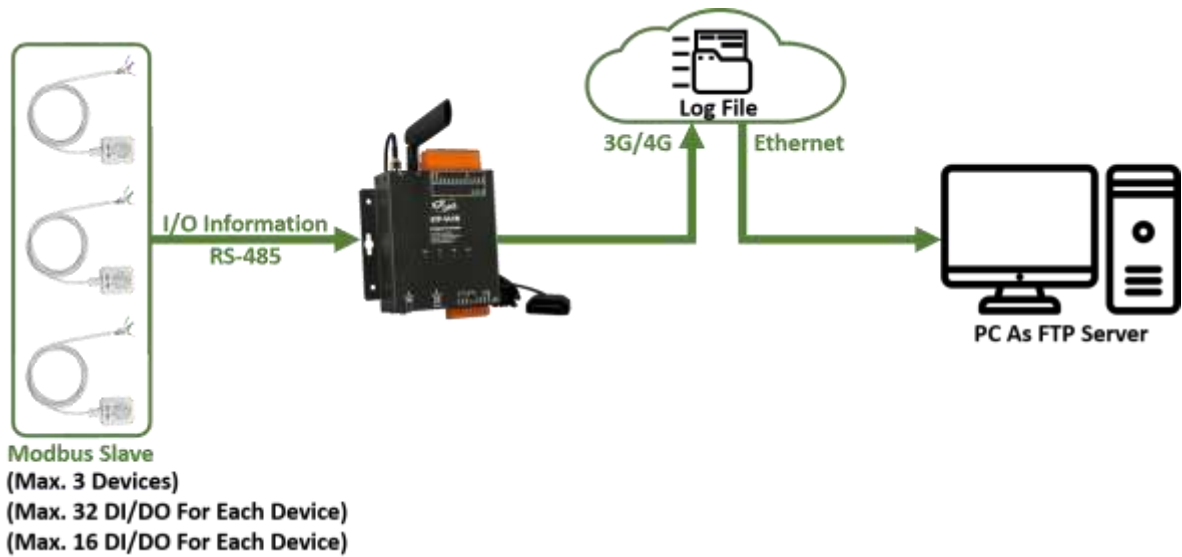 Log File
3G/4G
Ethernet
I/O Information
RS-485
PC As FTP Server
Modbus Slave
(Max. 3 Devices)
(Max. 32 DI/DO For Each Device)
(Max. 16 DI/DO For Each Device)